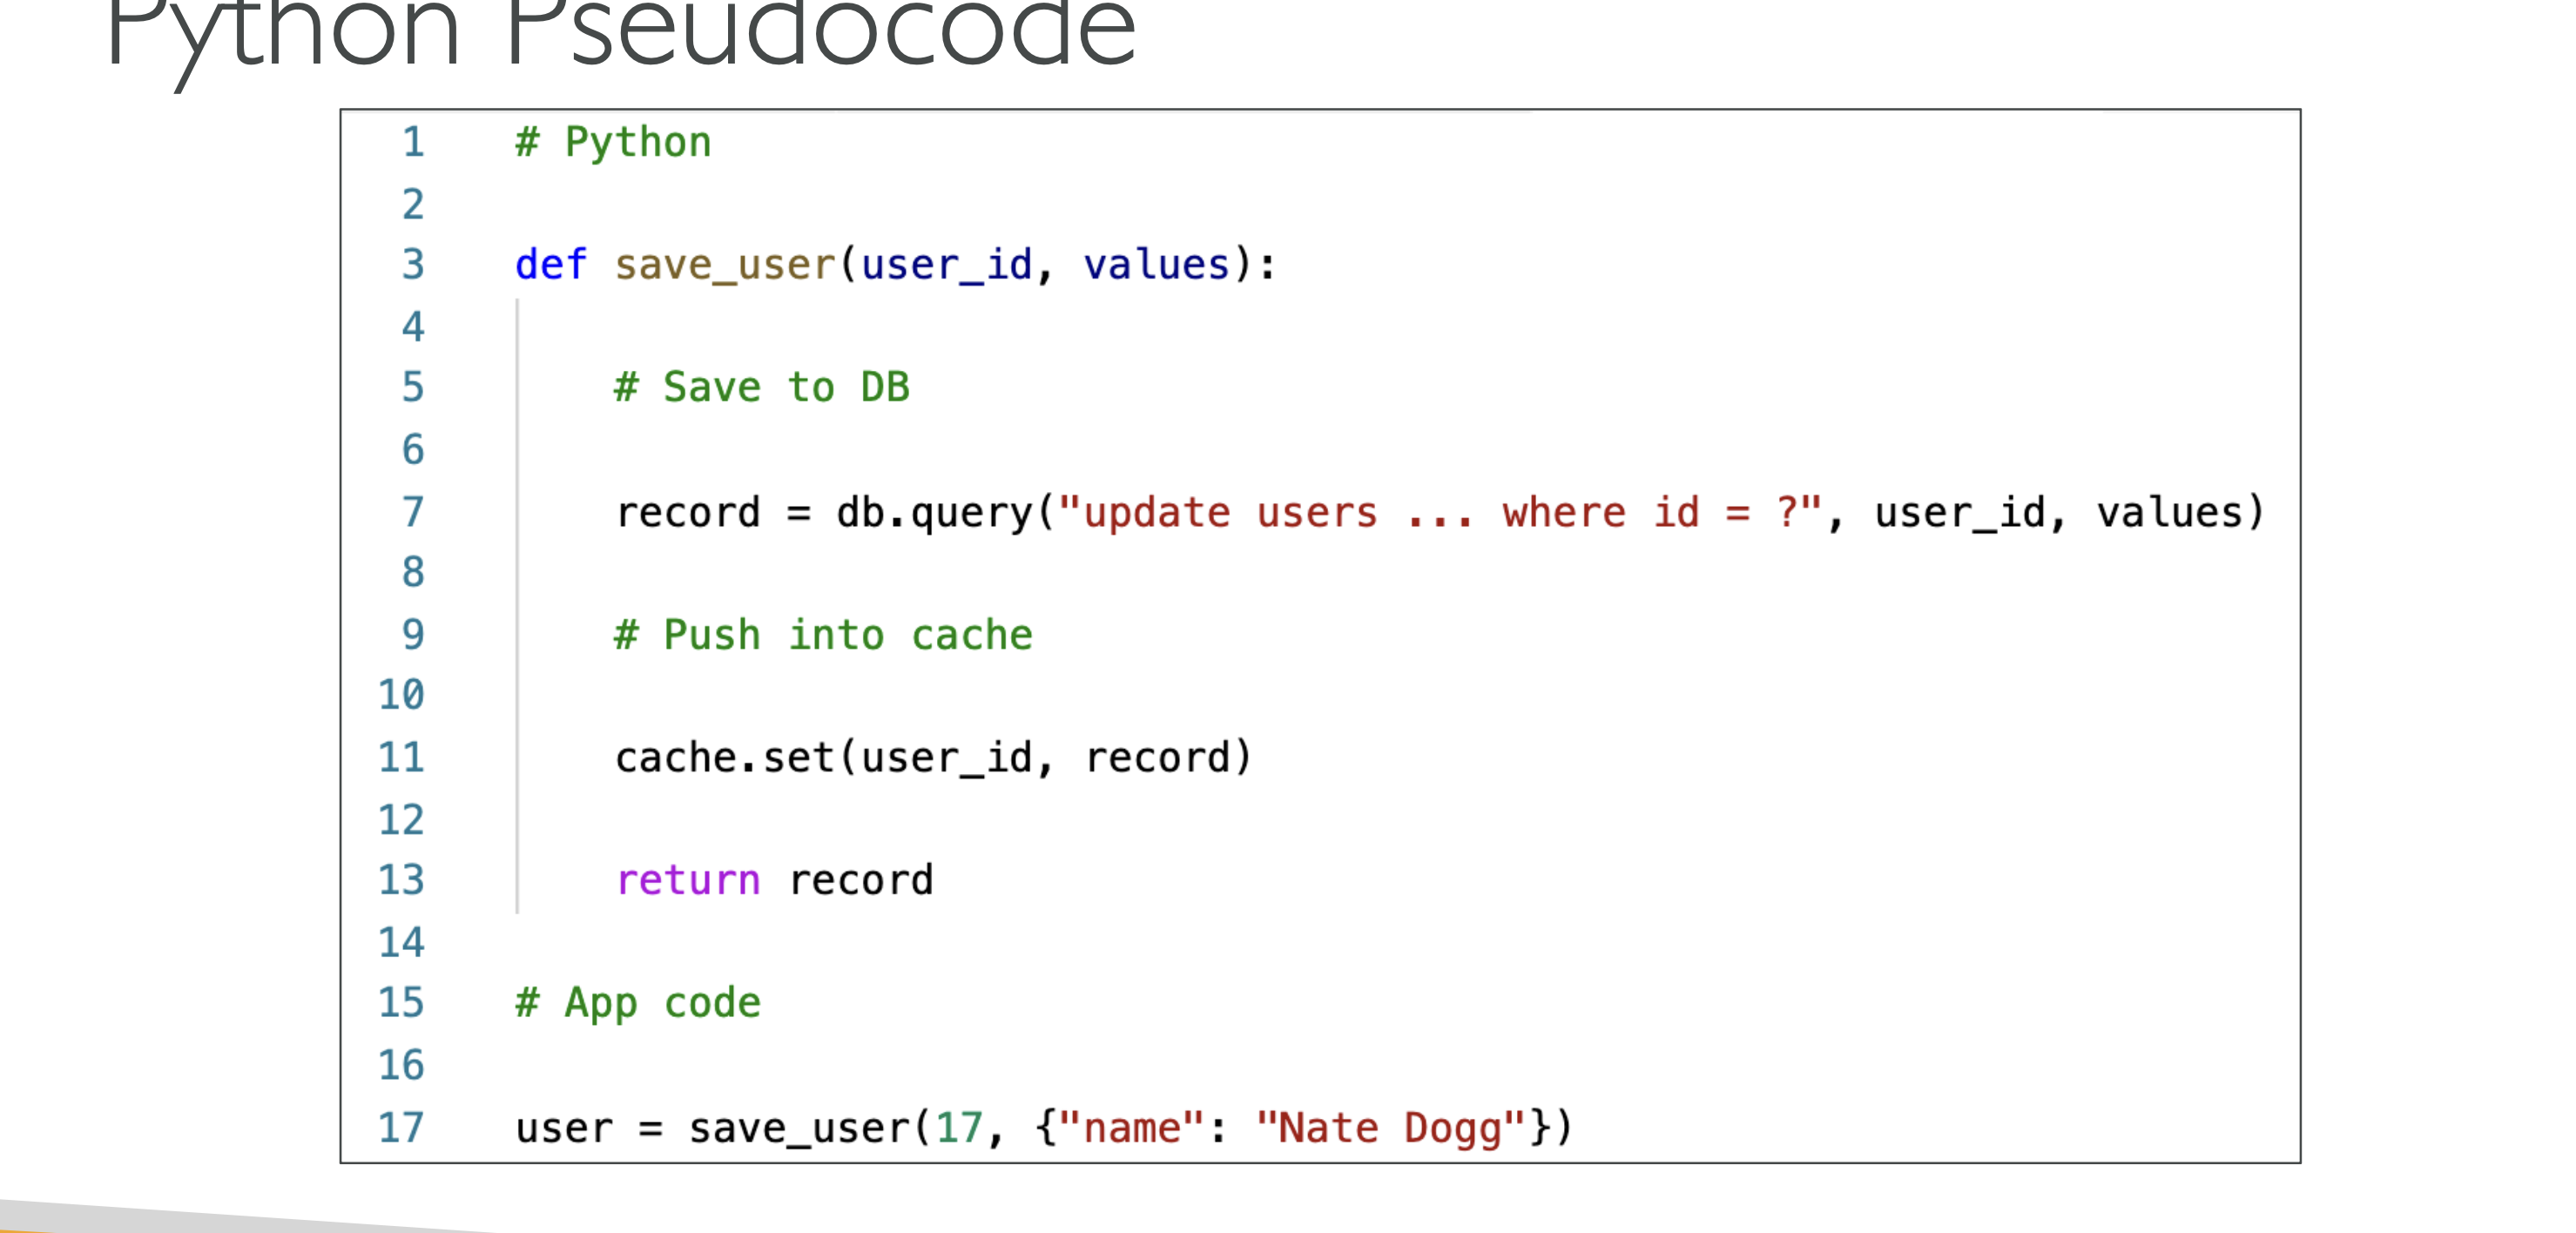 Python Pseudocode
1 # Python
2
3 def save_user(user_id, values):
4
5 # Save to DB
6
7 record = db.query("update users ... where id = ?", user_id, values)
8
9 # Push into cache
10
11 cache.set(user_id, record)
12
13 return record
14
15 # App code
16
17 user = save_user(17, {"name": "Nate Dogg"})